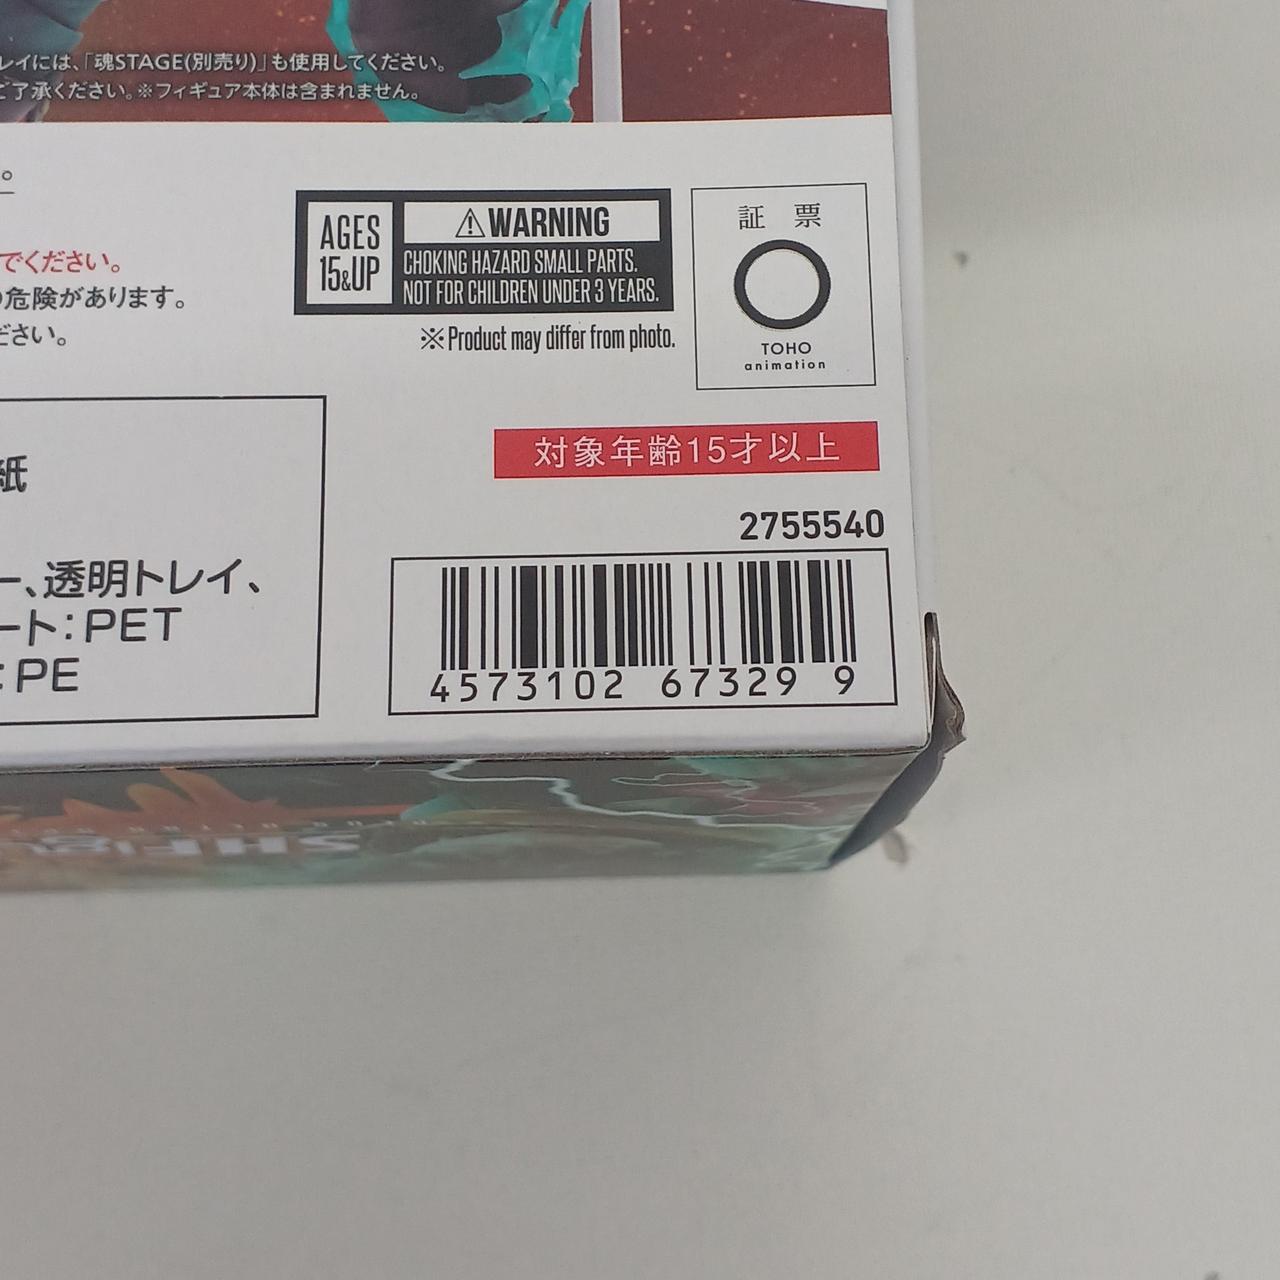 レイには、「魂STAGE(別売り)」も使用してください。
ご了承ください。※フィギュア本体は含まれません。
。
でください。
の危険があります。
ださい。
AGES
15&UP
⚠WARNING
CHOKING HAZARD SMALL PARTS.
NOT FOR CHILDREN UNDER 3 YEARS.
※Product may differ from photo.
証 票
TOHO
animation
対象年齢15才以上
紙
ー、透明トレイ、
ート:PET
:PE
2755540
4573102 67329 9
S.H.Figu